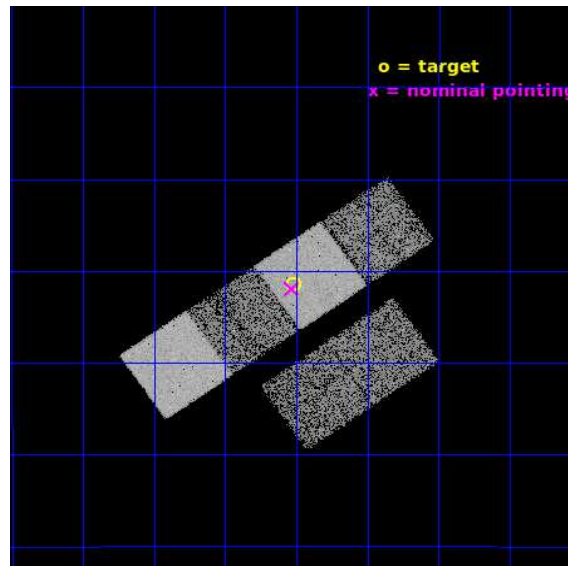 o = target
x = nominal pointing